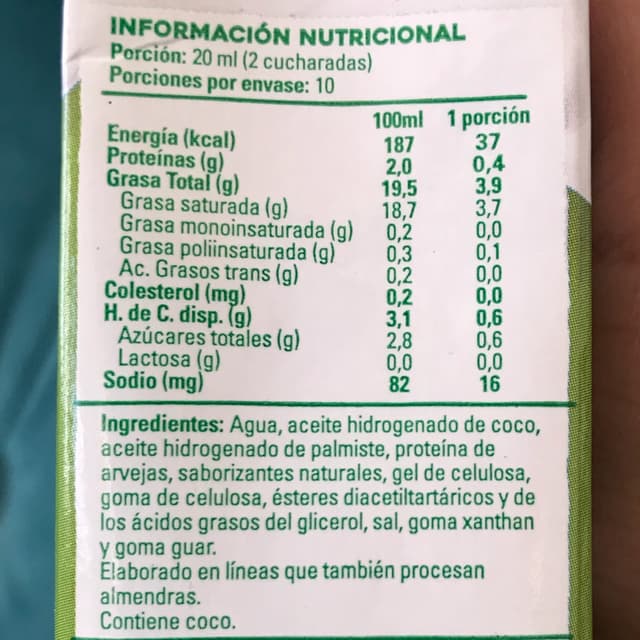 INFORMACIÓN NUTRICIONAL
Porción: 20 ml (2 cucharadas)
Porciones por envase: 10
100ml 1 porción
Energía (kcal) 187 37
Proteínas (g) 2,0 0,4
Grasa Total (g) 19,5 3,9
Grasa saturada (g) 18,7 3,7
Grasa monoinsaturada (g) 0,2 0,0
Grasa poliinsaturada (g) 0,3 0,1
Ac. Grasos trans (g) 0,2 0,0
Colesterol (mg) 0,2 0,0
H. de C. disp. (g) 3,1 0,6
Azúcares totales (g) 2,8 0,6
Lactosa (g) 0,0 0,0
Sodio (mg) 82 16
Ingredientes: Agua, aceite hidrogenado de coco,
aceite hidrogenado de palmiste, proteína de
arvejas, saborizantes naturales, gel de celulosa,
goma de celulosa, ésteres diacetiltartáricos y de
los ácidos grasos del glicerol, sal, goma xanthan
y goma guar.
Elaborado en líneas que también procesan
almendras.
Contiene coco.